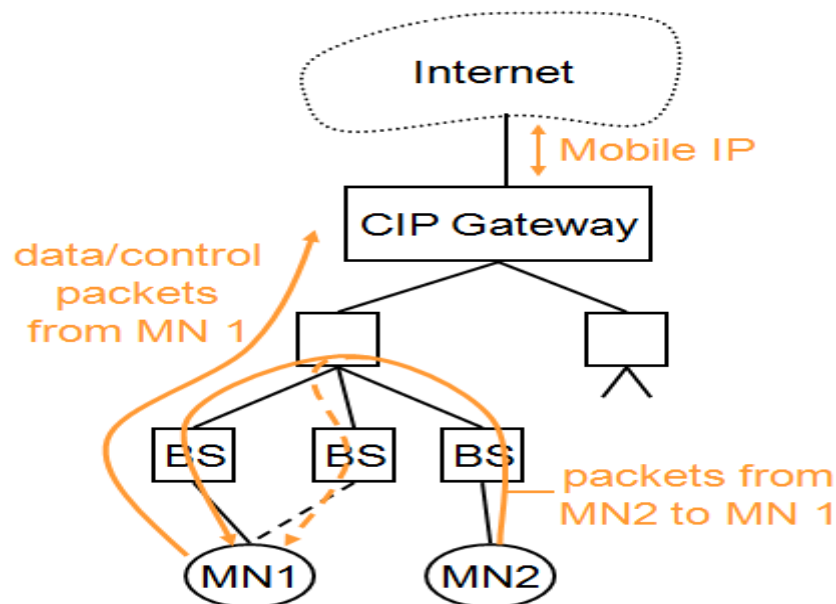 Internet
Mobile IP
CIP Gateway
data/control
packets
from MN 1
BS
BS
BS
packets from
MN2 to MN 1
MN1
MN2